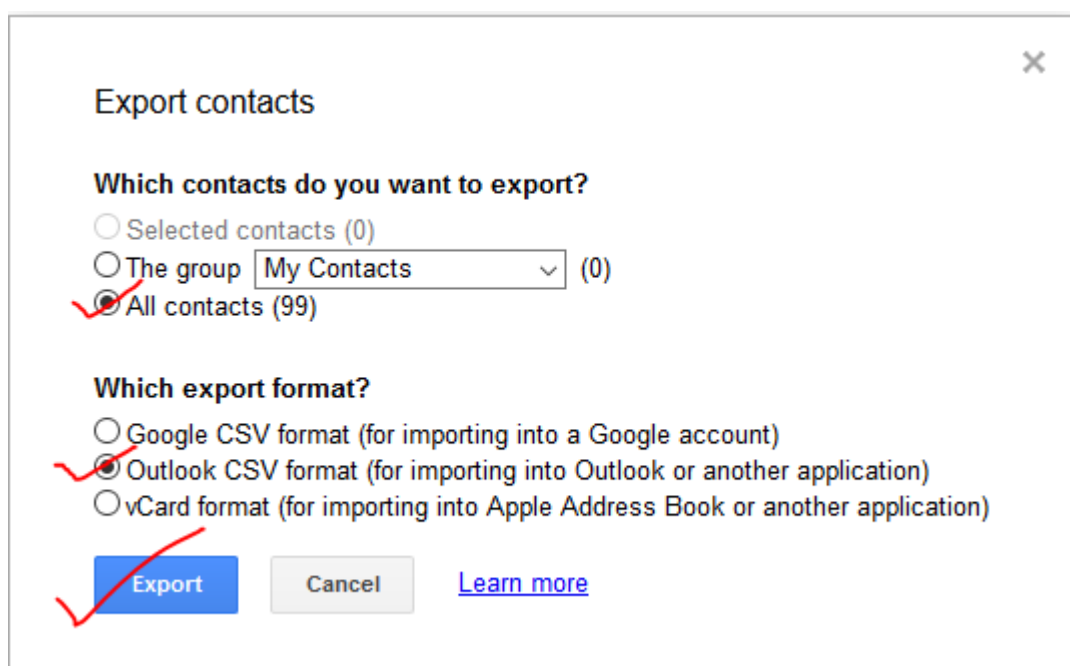 Export contacts
Which contacts do you want to export?
Selected contacts (0)
The group My Contacts (0)
All contacts (99)
Which export format?
Google CSV format (for importing into a Google account)
Outlook CSV format (for importing into Outlook or another application)
vCard format (for importing into Apple Address Book or another application)
Export Cancel Learn more